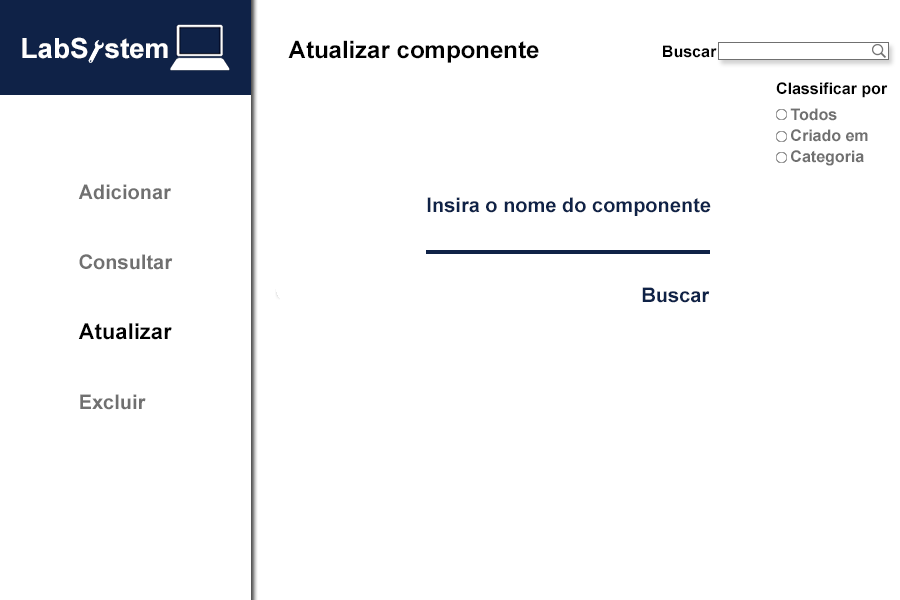 LabSystem
Atualizar componente
Buscar
Classificar por
Todos
Criado em
Categoria
Adicionar
Consultar
Atualizar
Excluir
Insira o nome do componente
Buscar